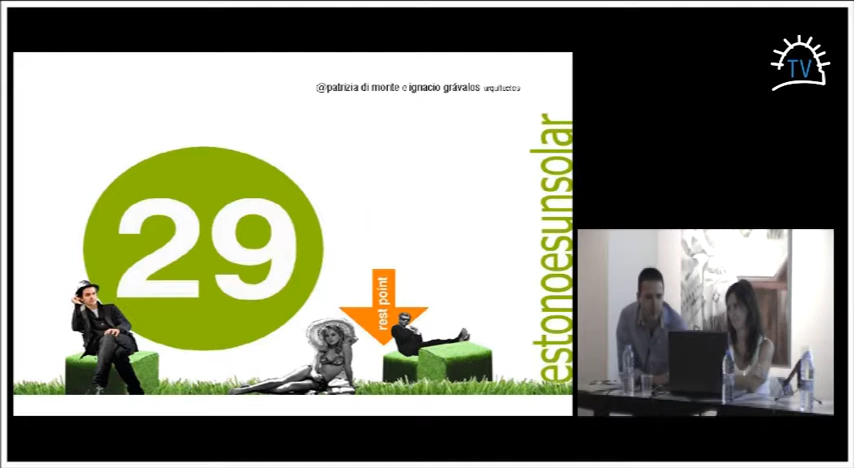 TV
@patrizia di monte e ignacio grávalos arquitectos
estonoesunsolar
29
rest point